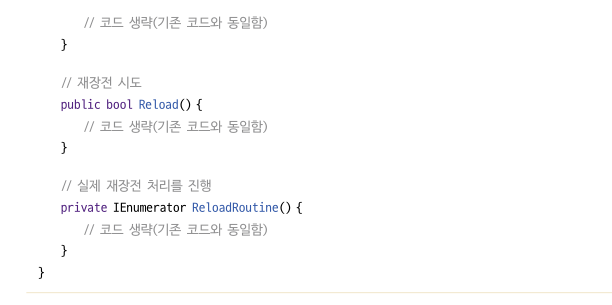 // 코드 생략(기존 코드와 동일함)
}
// 재장전 시도
public bool Reload() {
// 코드 생략(기존 코드와 동일함)
}
// 실제 재장전 처리를 진행
private IEnumerator ReloadRoutine() {
// 코드 생략(기존 코드와 동일함)
}
}